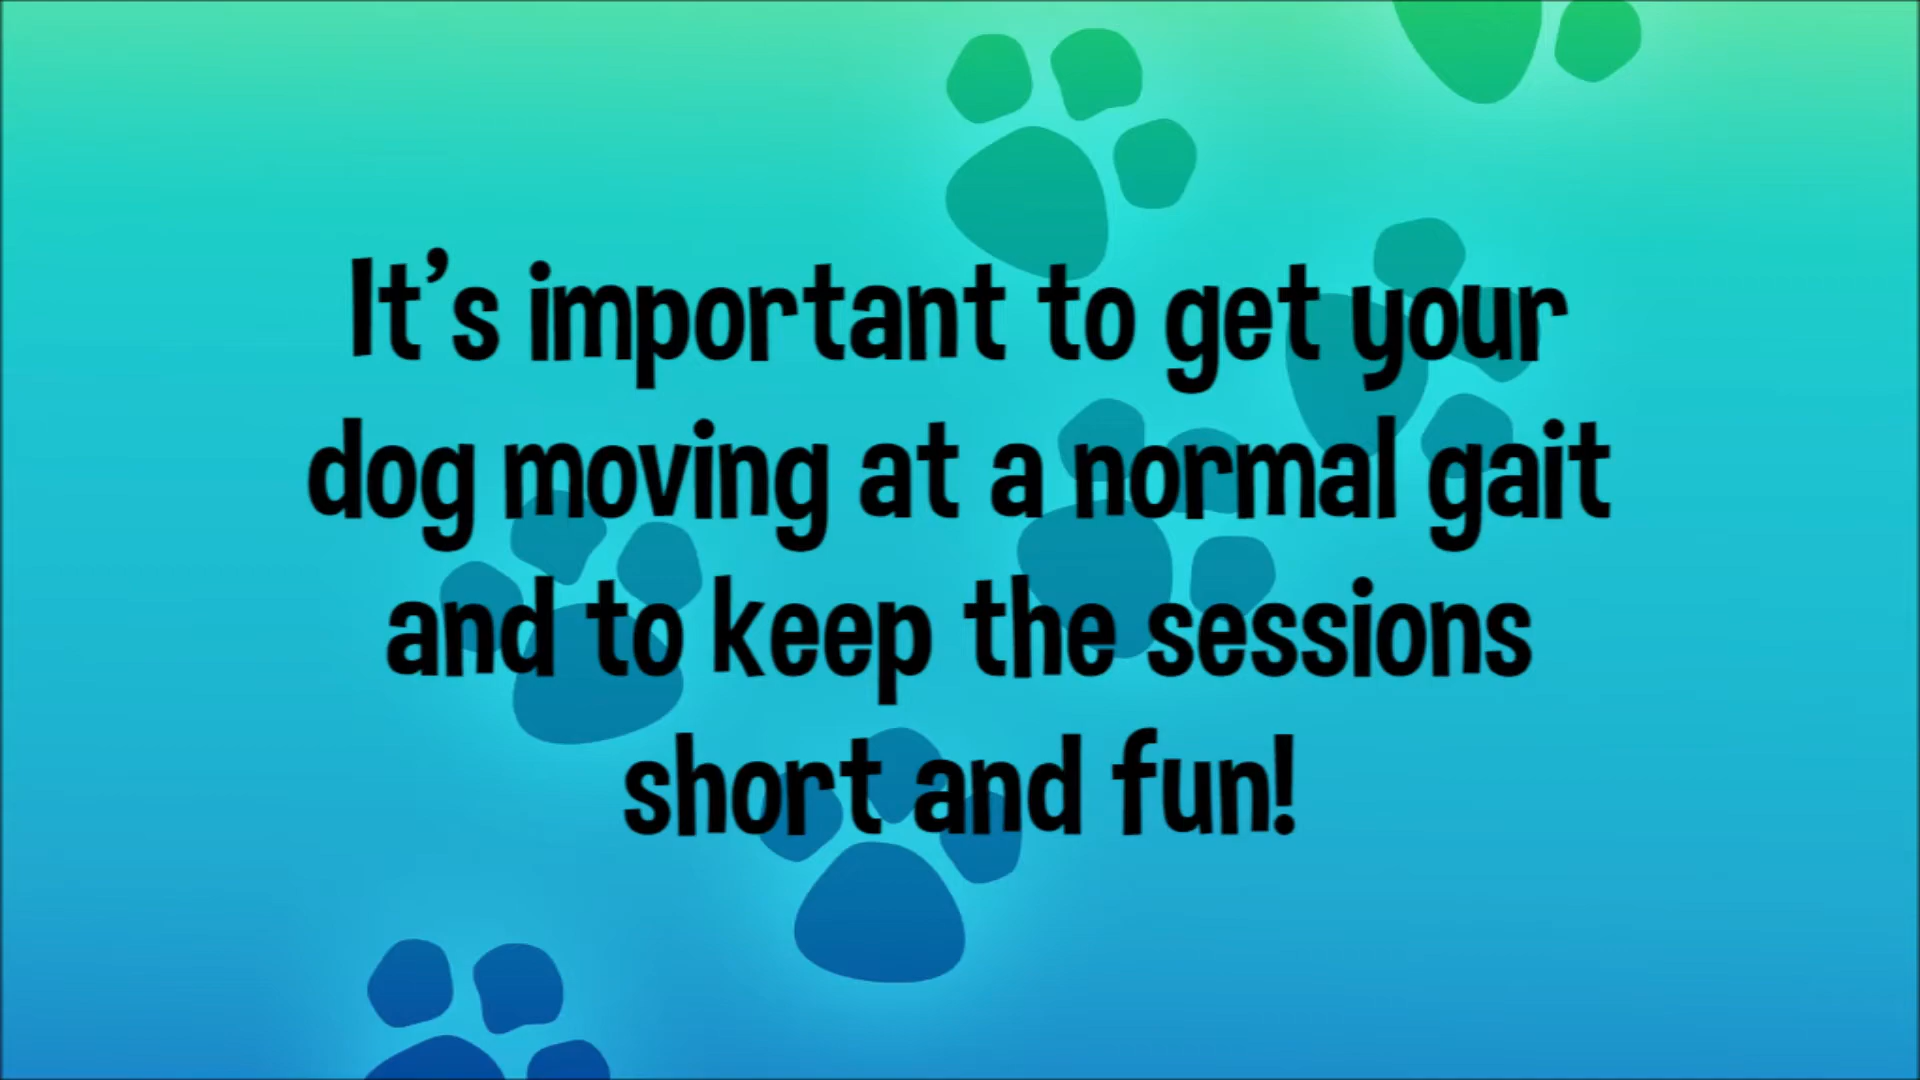 It's important to get your
dog moving at a normal gait
and to keep the sessions
short and fun!